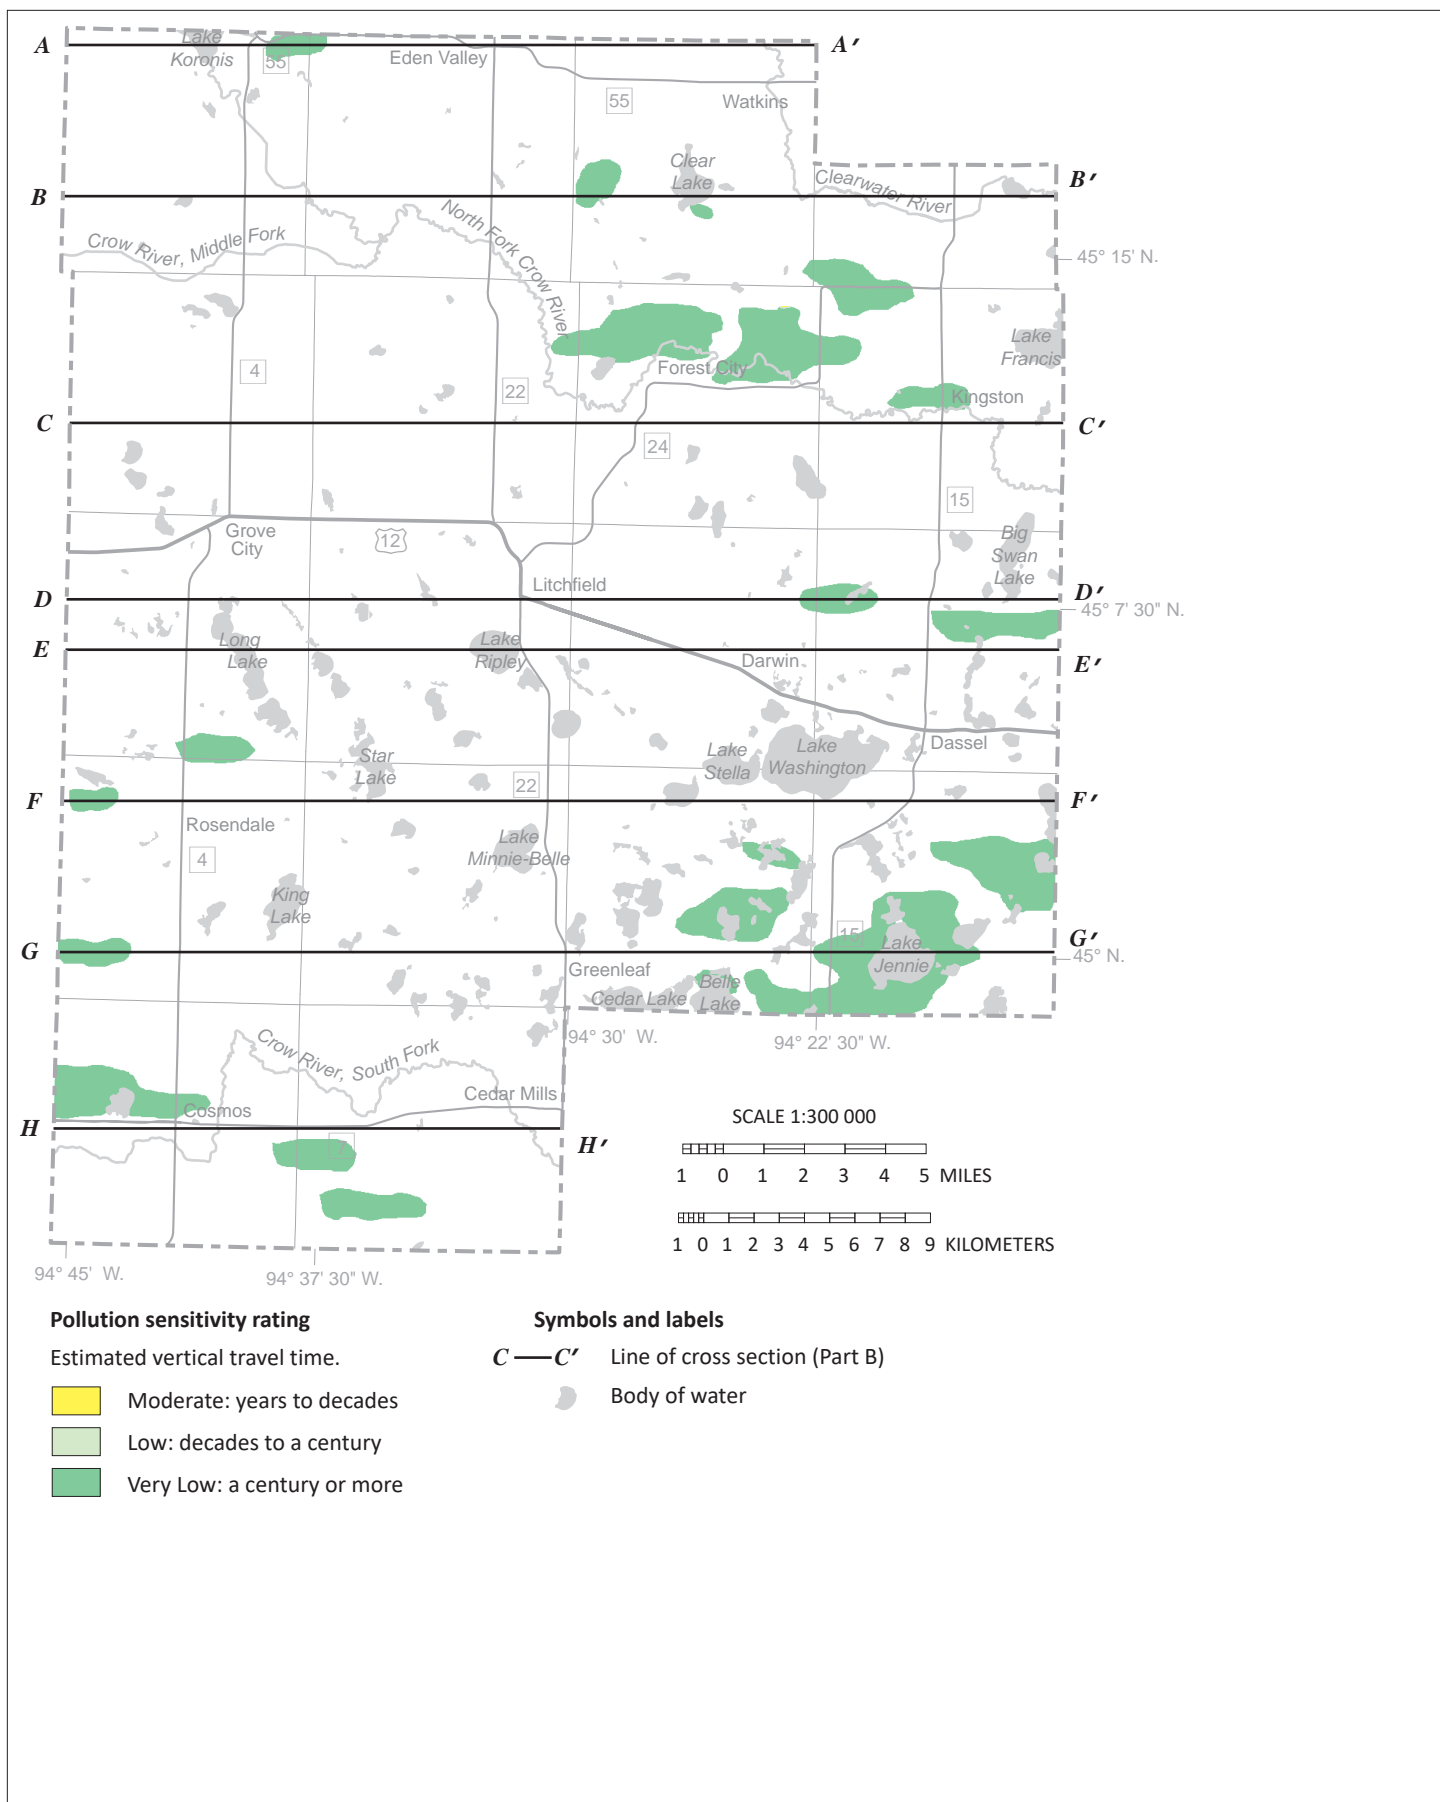 Lake
Koronis
A
A′
55
Eden Valley
55
Watkins
Clear
Lake
Clearwater River
B
B′
North Fork Crow River
Crow River, Middle Fork
45° 15' N.
Lake
Francis
4
Forest City
22
Kingston
C
C′
24
15
Grove
City
12
Big
Swan
Lake
Litchfield
D
D′
45° 7' 30" N.
Long
Lake
Lake
Ripley
E
E′
Darwin
Star
Lake
Lake
Stella
Lake
Washington
Dassel
22
F
F′
Rosendale
Lake
Minnie-Belle
4
King
Lake
15
G
G′
Lake
Jennie
45° N.
Greenleaf
Cedar Lake
Belle
Lake
94° 30' W.
94° 22' 30" W.
Crow River, South Fork
Cedar Mills
Cosmos
H
H′
7
SCALE 1:300 000
1 0 1 2 3 4 5 MILES
1 0 1 2 3 4 5 6 7 8 9 KILOMETERS
94° 45' W.
94° 37' 30" W.
Pollution sensitivity rating
Estimated vertical travel time.
Moderate: years to decades
Low: decades to a century
Very Low: a century or more
Symbols and labels
C — C′ Line of cross section (Part B)
Body of water